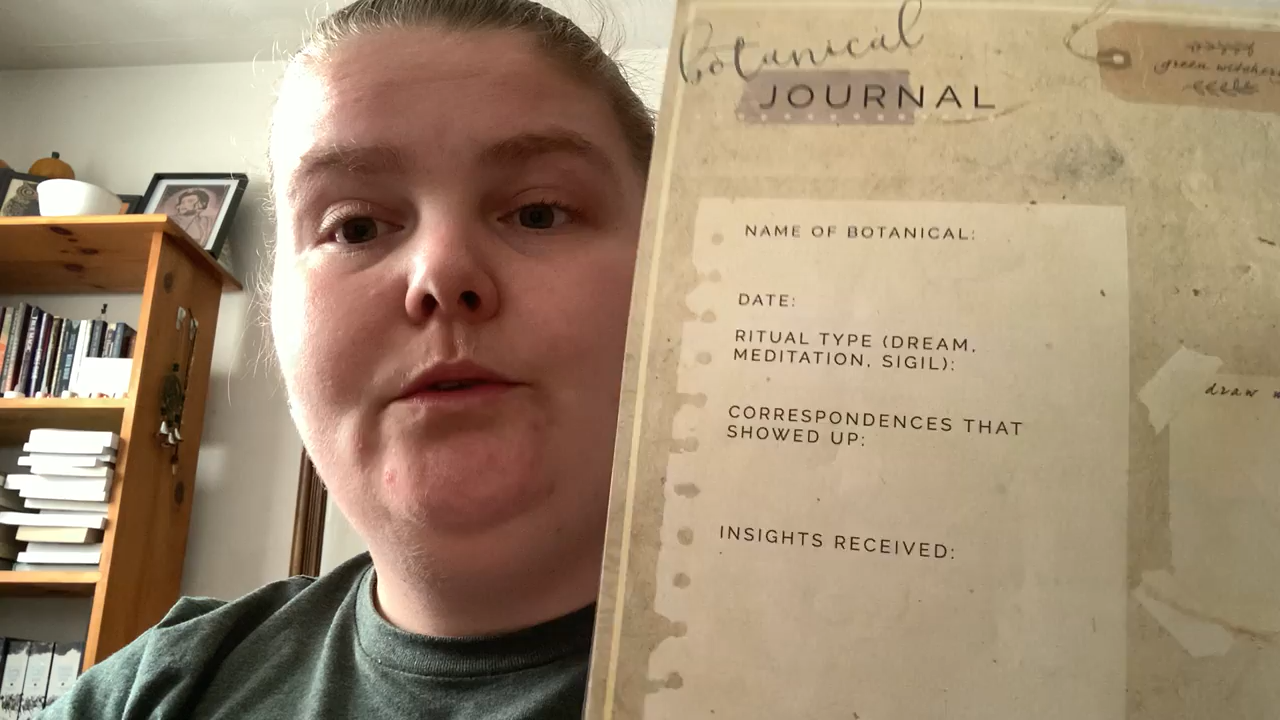 botanical
JOURNAL
green witchery
NAME OF BOTANICAL:
DATE:
RITUAL TYPE (DREAM,
MEDITATION, SIGIL):
CORRESPONDENCES THAT
SHOWED UP:
INSIGHTS RECEIVED:
draw